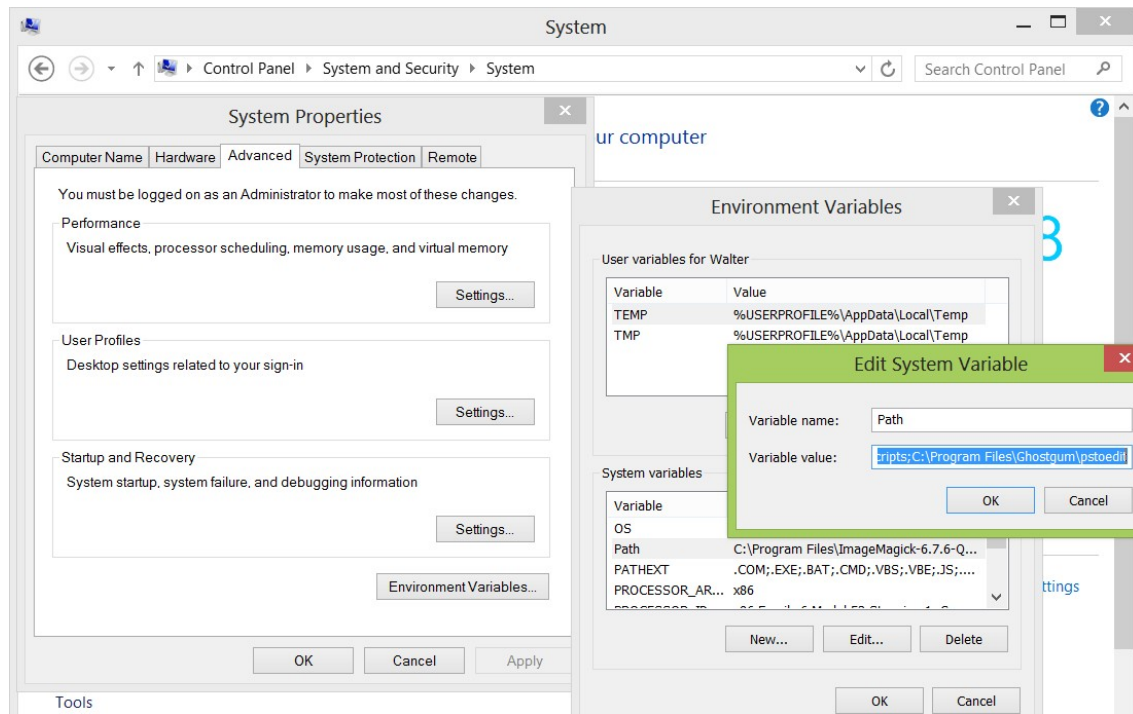 System
Control Panel System and Security System
Search Control Panel
System Properties
Computer Name Hardware Advanced System Protection Remote
You must be logged on as an Administrator to make most of these changes.
Performance
Visual effects, processor scheduling, memory usage, and virtual memory
Settings...
User Profiles
Desktop settings related to your sign-in
Settings...
Startup and Recovery
System startup, system failure, and debugging information
Settings...
Environment Variables...
OK Cancel Apply
Tools
ur computer
8
Environment Variables
User variables for Walter
Variable Value
TEMP %USERPROFILE%\AppData\Local\Temp
TMP %USERPROFILE%\AppData\Local\Temp
Edit System Variable
Variable name: Path
Variable value: cripts;C:\Program Files\Ghostgum\pstoedit
OK Cancel
System variables
Variable
OS
Path C:\Program Files\ImageMagick-6.7.6-Q...
PATHEXT .COM;.EXE;.BAT;.CMD;.VBS;.VBE;.JS;....
PROCESSOR_AR... x86
New... Edit... Delete
OK Cancel
ttings